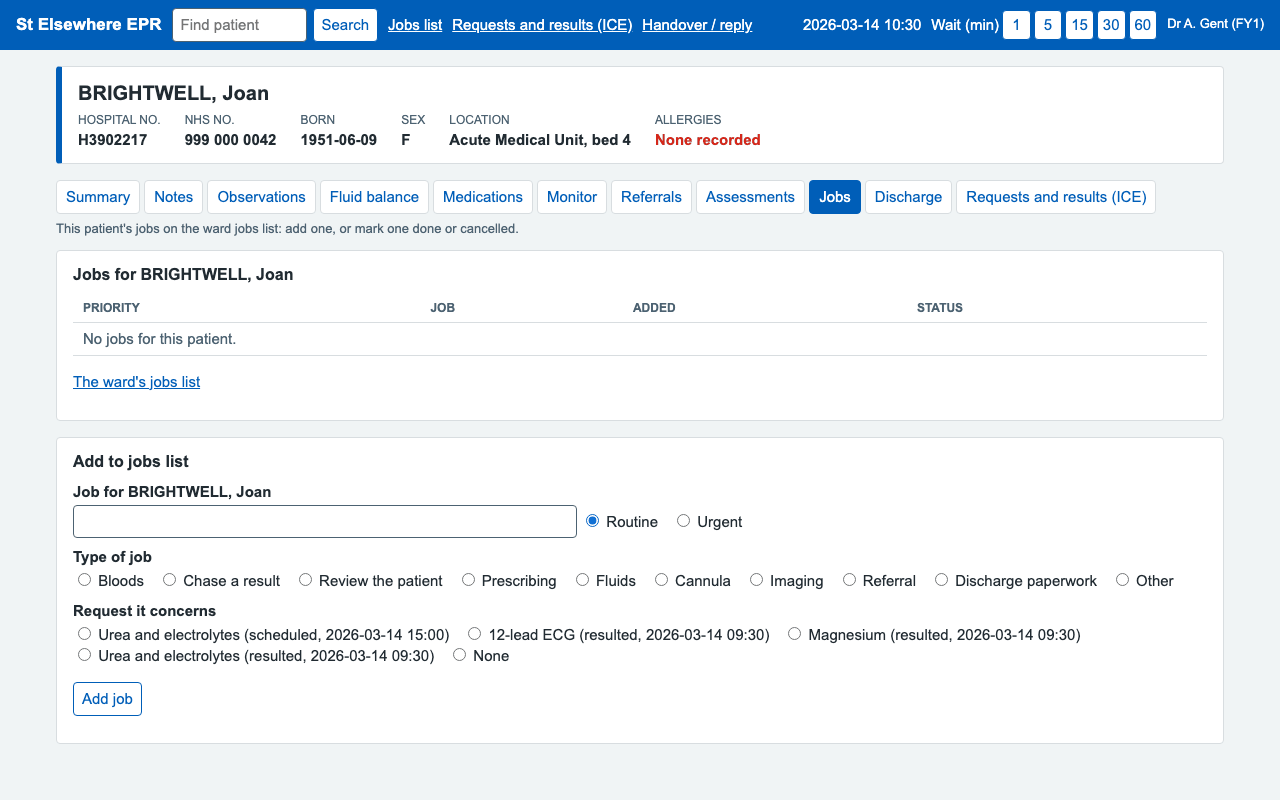 St Elsewhere EPR Find patient Search Jobs list Requests and results (ICE) Handover / reply 2026-03-14 10:30 Wait (min) 1 5 15 30 60 Dr A. Gent (FY1)
BRIGHTWELL, Joan
HOSPITAL NO. NHS NO. BORN SEX LOCATION ALLERGIES
H3902217 999 000 0042 1951-06-09 F Acute Medical Unit, bed 4 None recorded
Summary Notes Observations Fluid balance Medications Monitor Referrals Assessments Jobs Discharge Requests and results (ICE)
This patient's jobs on the ward jobs list: add one, or mark one done or cancelled.
Jobs for BRIGHTWELL, Joan
PRIORITY JOB ADDED STATUS
No jobs for this patient.
The ward's jobs list
Add to jobs list
Job for BRIGHTWELL, Joan
Routine Urgent
Type of job
Bloods Chase a result Review the patient Prescribing Fluids Cannula Imaging Referral Discharge paperwork Other
Request it concerns
Urea and electrolytes (scheduled, 2026-03-14 15:00) 12-lead ECG (resulted, 2026-03-14 09:30) Magnesium (resulted, 2026-03-14 09:30)
Urea and electrolytes (resulted, 2026-03-14 09:30) None
Add job